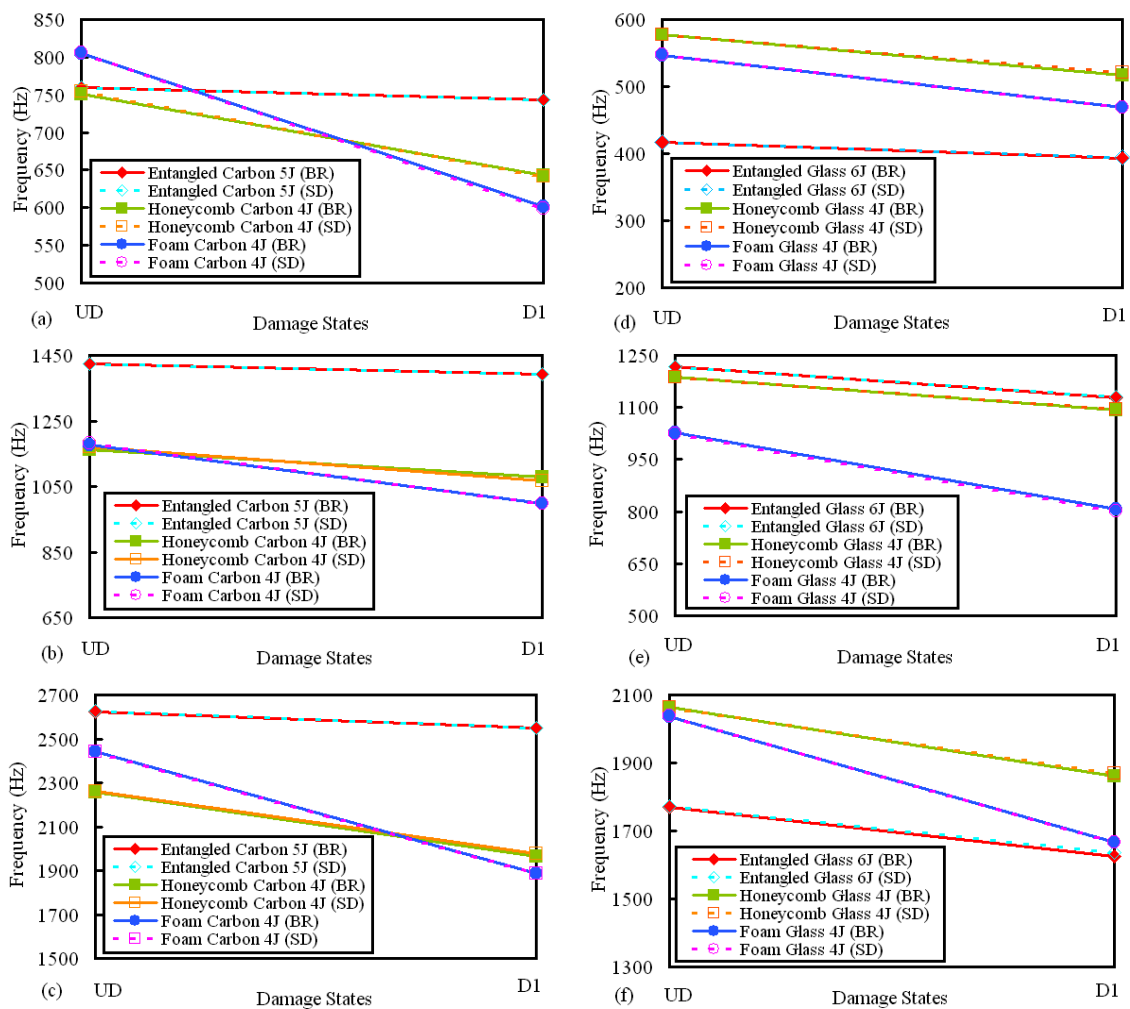 850
800
750
700
650
600
550
500
Frequency (Hz)
Entangled Carbon 5J (BR)
Entangled Carbon 5J (SD)
Honeycomb Carbon 4J (BR)
Honeycomb Carbon 4J (SD)
Foam Carbon 4J (BR)
Foam Carbon 4J (SD)
UD
D1
(a)
Damage States
600
500
400
300
200
Frequency (Hz)
Entangled Glass 6J (BR)
Entangled Glass 6J (SD)
Honeycomb Glass 4J (BR)
Honeycomb Glass 4J (SD)
Foam Glass 4J (BR)
Foam Glass 4J (SD)
UD
D1
(d)
Damage States
1450
1250
1050
850
650
Frequency (Hz)
Entangled Carbon 5J (BR)
Entangled Carbon 5J (SD)
Honeycomb Carbon 4J (BR)
Honeycomb Carbon 4J (SD)
Foam Carbon 4J (BR)
Foam Carbon 4J (SD)
(b)
UD
D1
Damage States
1250
1100
950
800
650
500
Frequency (Hz)
Entangled Glass 6J (BR)
Entangled Glass 6J (SD)
Honeycomb Glass 4J (BR)
Honeycomb Glass 4J (SD)
Foam Glass 4J (BR)
Foam Glass 4J (SD)
UD
D1
(e)
Damage States
2700
2500
2300
2100
1900
1700
1500
Frequency (Hz)
Entangled Carbon 5J (BR)
Entangled Carbon 5J (SD)
Honeycomb Carbon 4J (BR)
Honeycomb Carbon 4J (SD)
Foam Carbon 4J (BR)
Foam Carbon 4J (SD)
(c)
UD
D1
Damage States
2100
1900
1700
1500
1300
Frequency (Hz)
Entangled Glass 6J (BR)
Entangled Glass 6J (SD)
Honeycomb Glass 4J (BR)
Honeycomb Glass 4J (SD)
Foam Glass 4J (BR)
Foam Glass 4J (SD)
(f)
UD
D1
Damage States